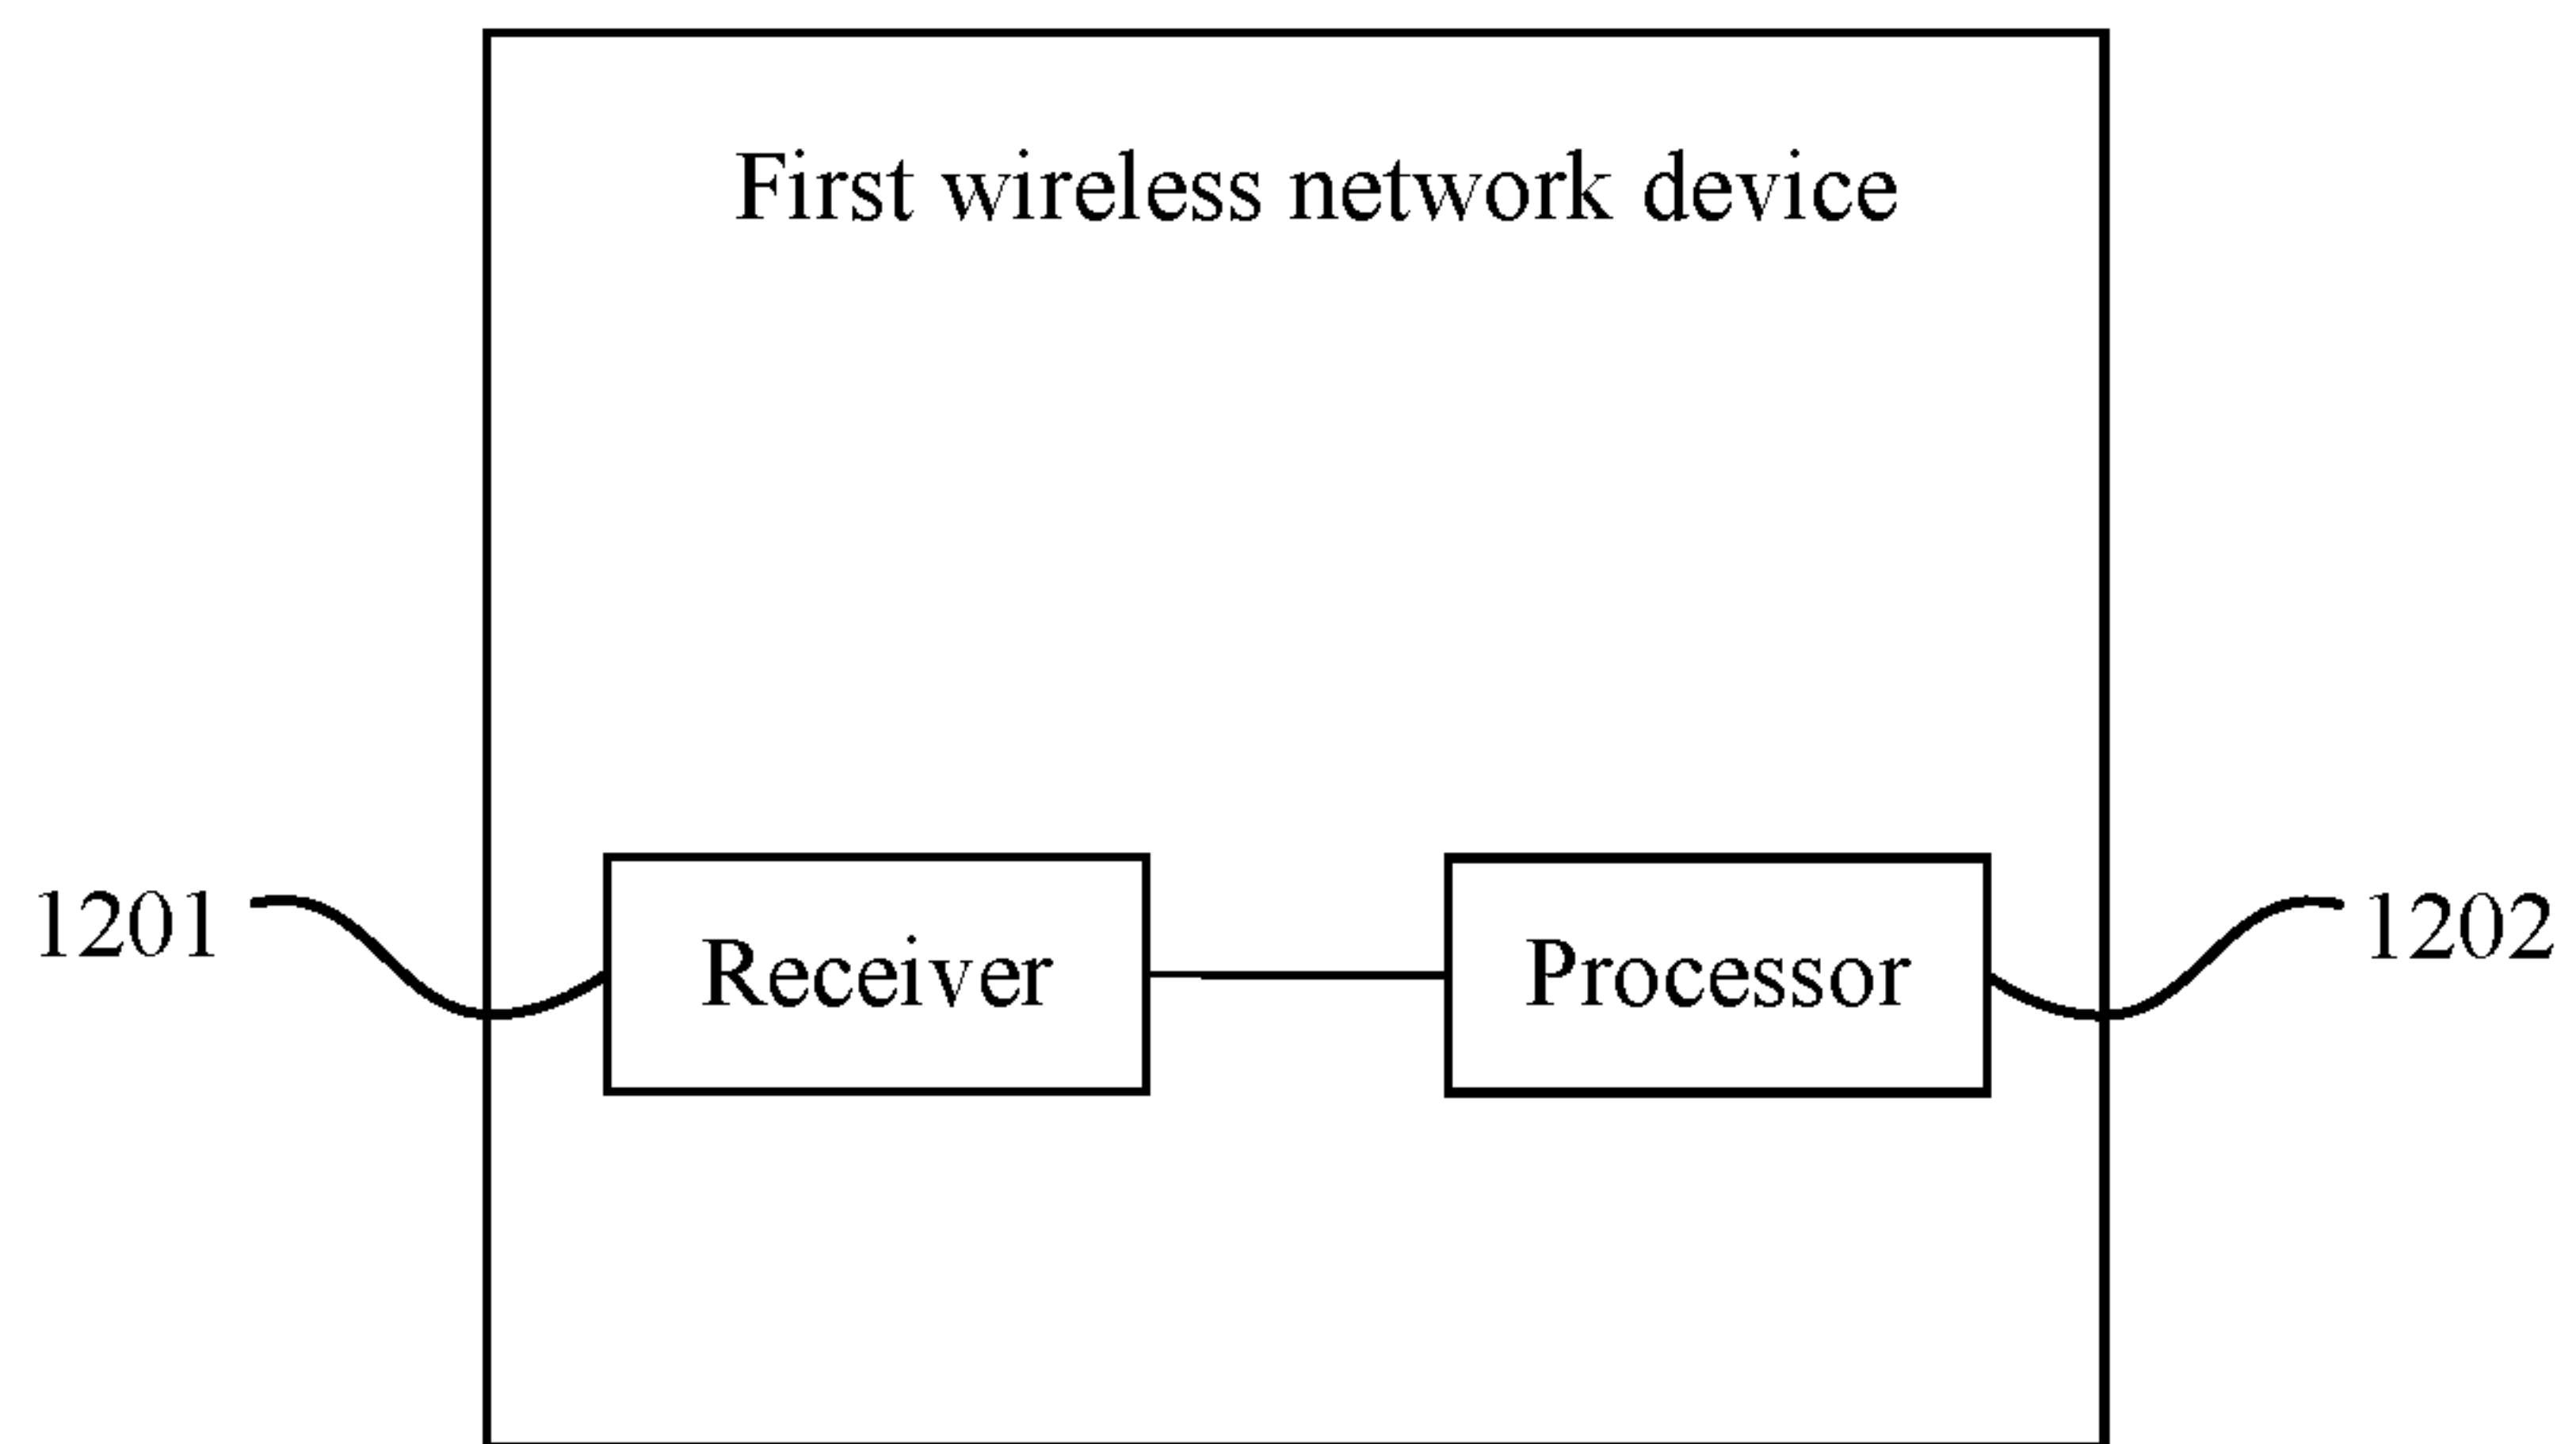 First wireless network device
1201
Receiver
Processor
1202